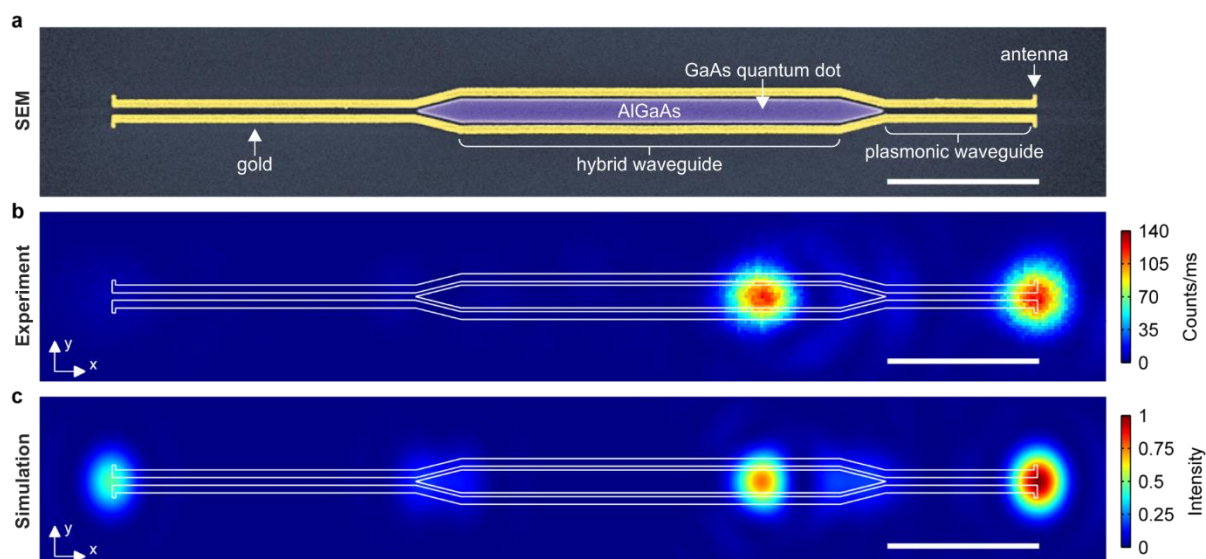 a
SEM
antenna
GaAs quantum dot
AlGaAs
gold
hybrid waveguide
plasmonic waveguide
b
Experiment
y
x
140
105
70
35
0
Counts/ms
c
Simulation
y
x
1
0.75
0.5
0.25
0
Intensity